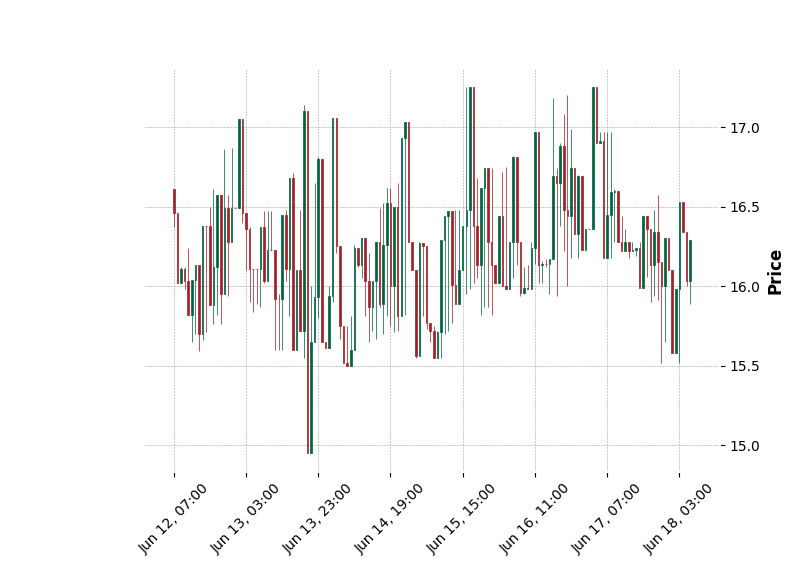 17.0
16.5
16.0
15.5
15.0
Price
Jun 12, 07:00
Jun 13, 03:00
Jun 13, 23:00
Jun 14, 19:00
Jun 15, 15:00
Jun 16, 11:00
Jun 17, 07:00
Jun 18, 03:00